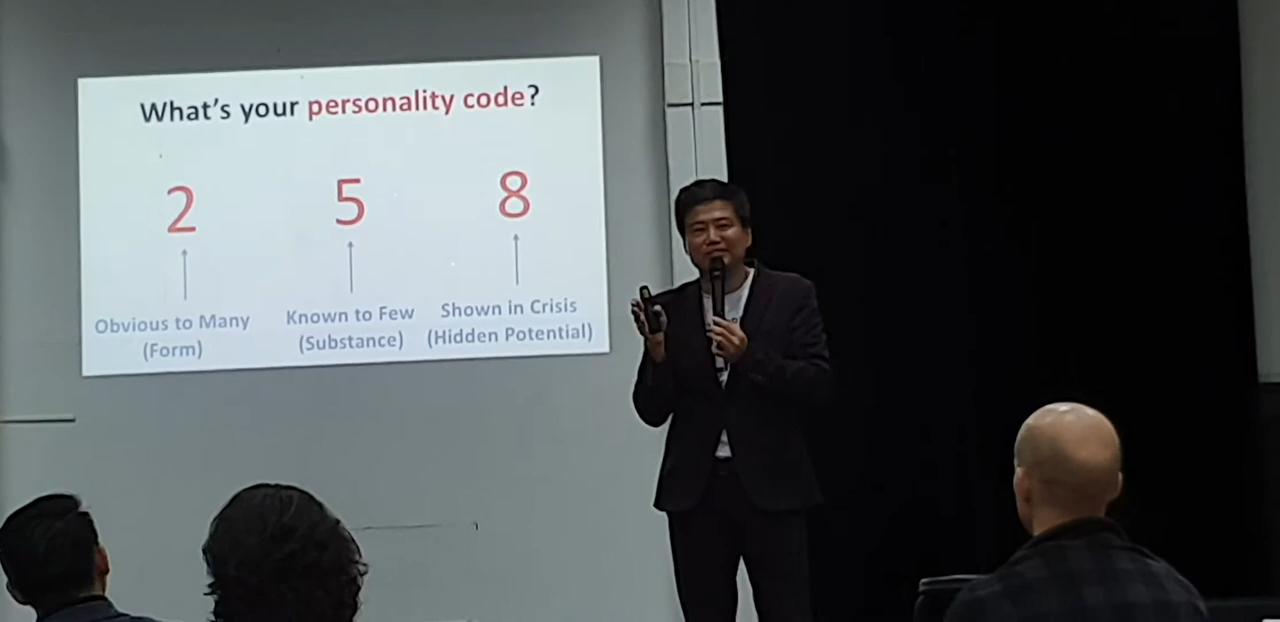 What's your personality code?
2 5 8
Obvious to Many
(Form)
Known to Few
(Substance)
Shown in Crisis
(Hidden Potential)